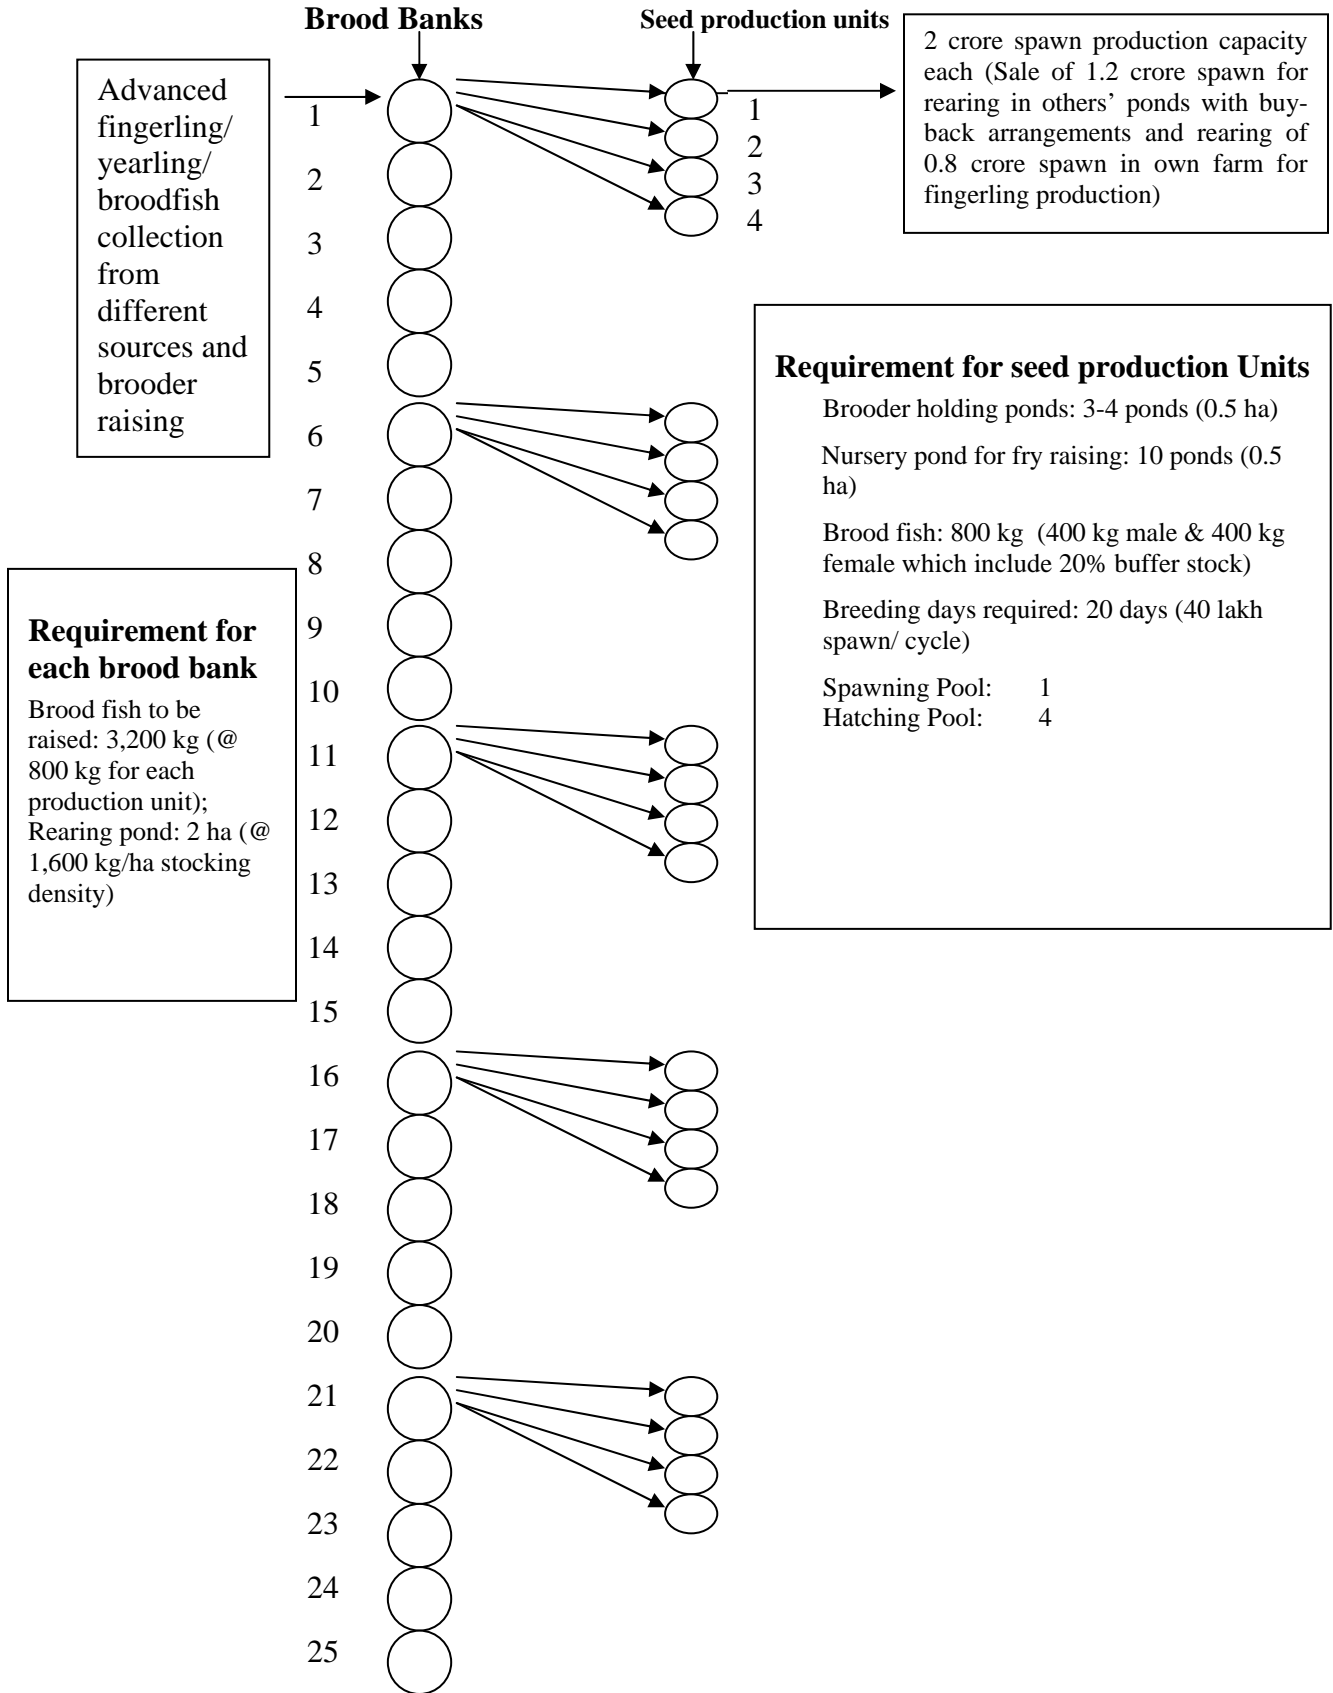 Brood Banks
Seed production units
Advanced
fingerling/
yearling/
broodfish
collection
from
different
sources and
brooder
raising
1
2
3
4
5
6
7
8
9
10
11
12
13
14
15
16
17
18
19
20
21
22
23
24
25
1
2
3
4
2 crore spawn production capacity
each (Sale of 1.2 crore spawn for
rearing in others’ ponds with buy-
back arrangements and rearing of
0.8 crore spawn in own farm for
fingerling production)
Requirement for seed production Units
Brooder holding ponds: 3-4 ponds (0.5 ha)
Nursery pond for fry raising: 10 ponds (0.5
ha)
Brood fish: 800 kg (400 kg male & 400 kg
female which include 20% buffer stock)
Breeding days required: 20 days (40 lakh
spawn/ cycle)
Spawning Pool: 1
Hatching Pool: 4
Requirement for
each brood bank
Brood fish to be
raised: 3,200 kg (@
800 kg for each
production unit);
Rearing pond: 2 ha (@
1,600 kg/ha stocking
density)